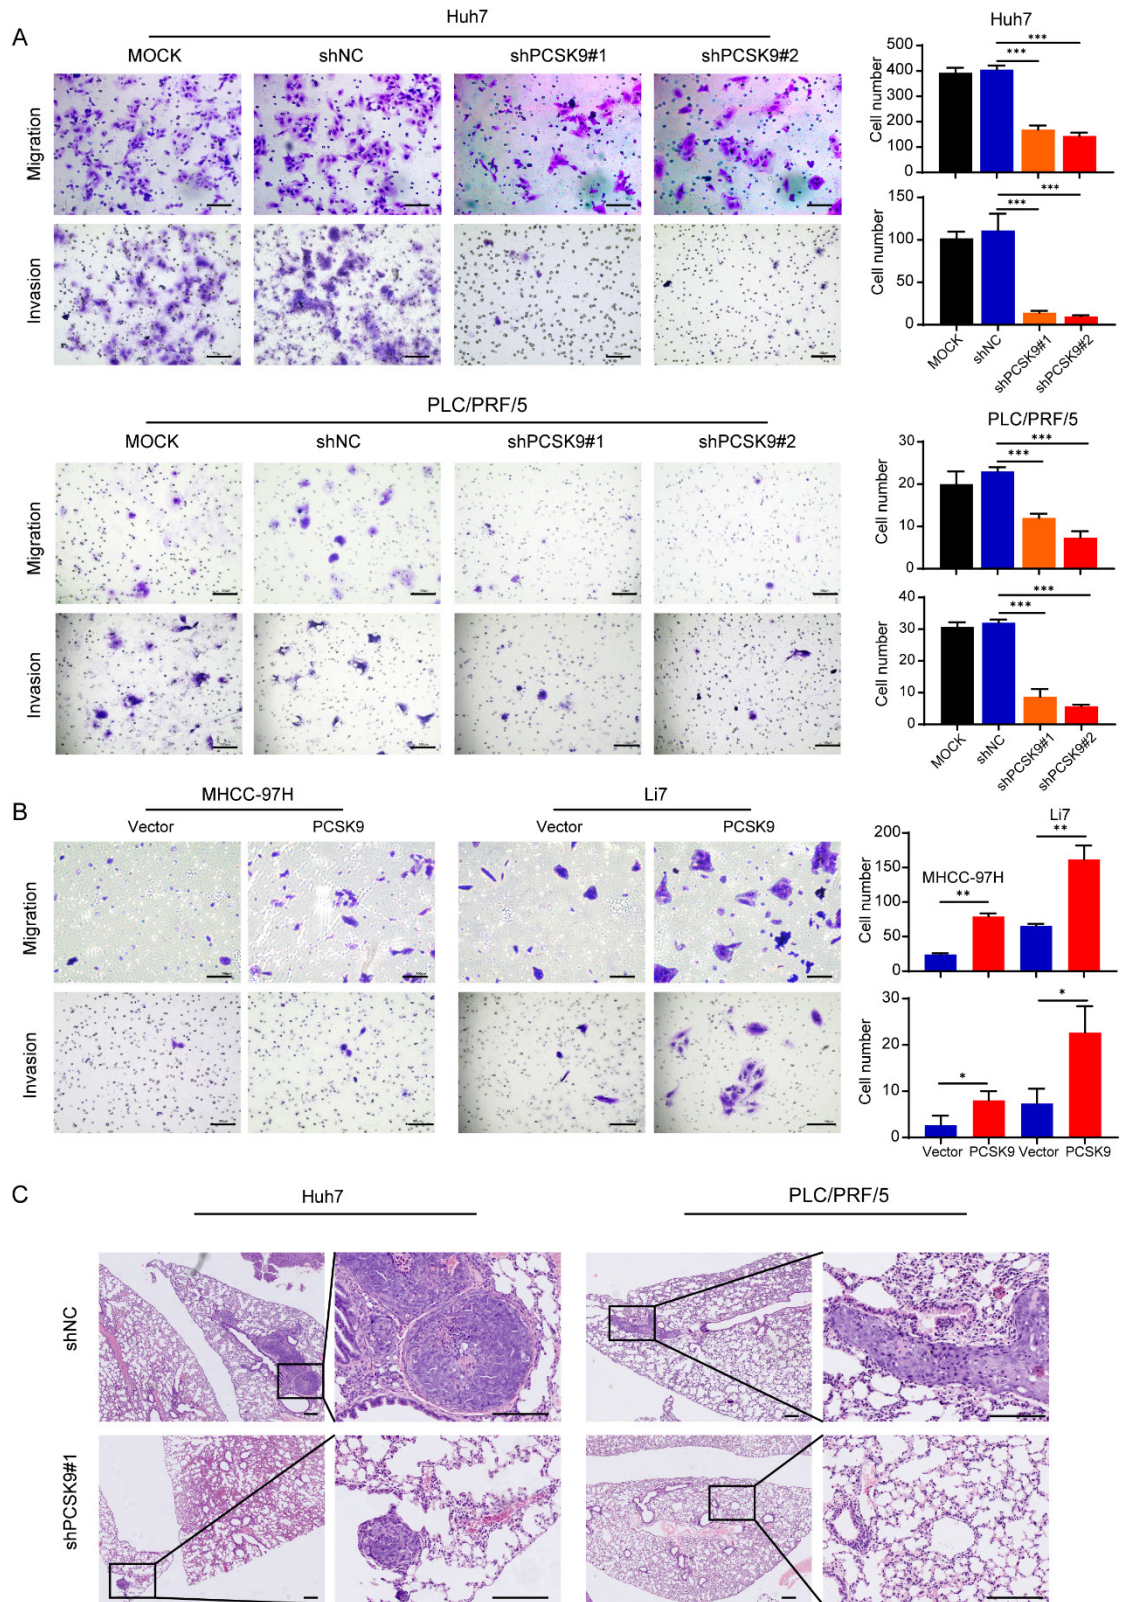 A
Huh7
MOCK shNC shPCSK9#1 shPCSK9#2
Migration
Invasion
Huh7
Cell number
500
400
300
200
100
0
***
***
Cell number
150
100
50
0
***
***
MOCK shNC shPCSK9#1 shPCSK9#2
PLC/PRF/5
MOCK shNC shPCSK9#1 shPCSK9#2
Migration
Invasion
PLC/PRF/5
Cell number
30
20
10
0
***
***
Cell number
40
30
20
10
0
***
***
MOCK shNC shPCSK9#1 shPCSK9#2
B
MHCC-97H Li7
Vector PCSK9 Vector PCSK9
Migration
Invasion
Li7
MHCC-97H
Cell number
200
150
100
50
0
**
**
Cell number
30
20
10
0
*
*
Vector PCSK9 Vector PCSK9
C
Huh7 PLC/PRF/5
shNC
shPCSK9#1